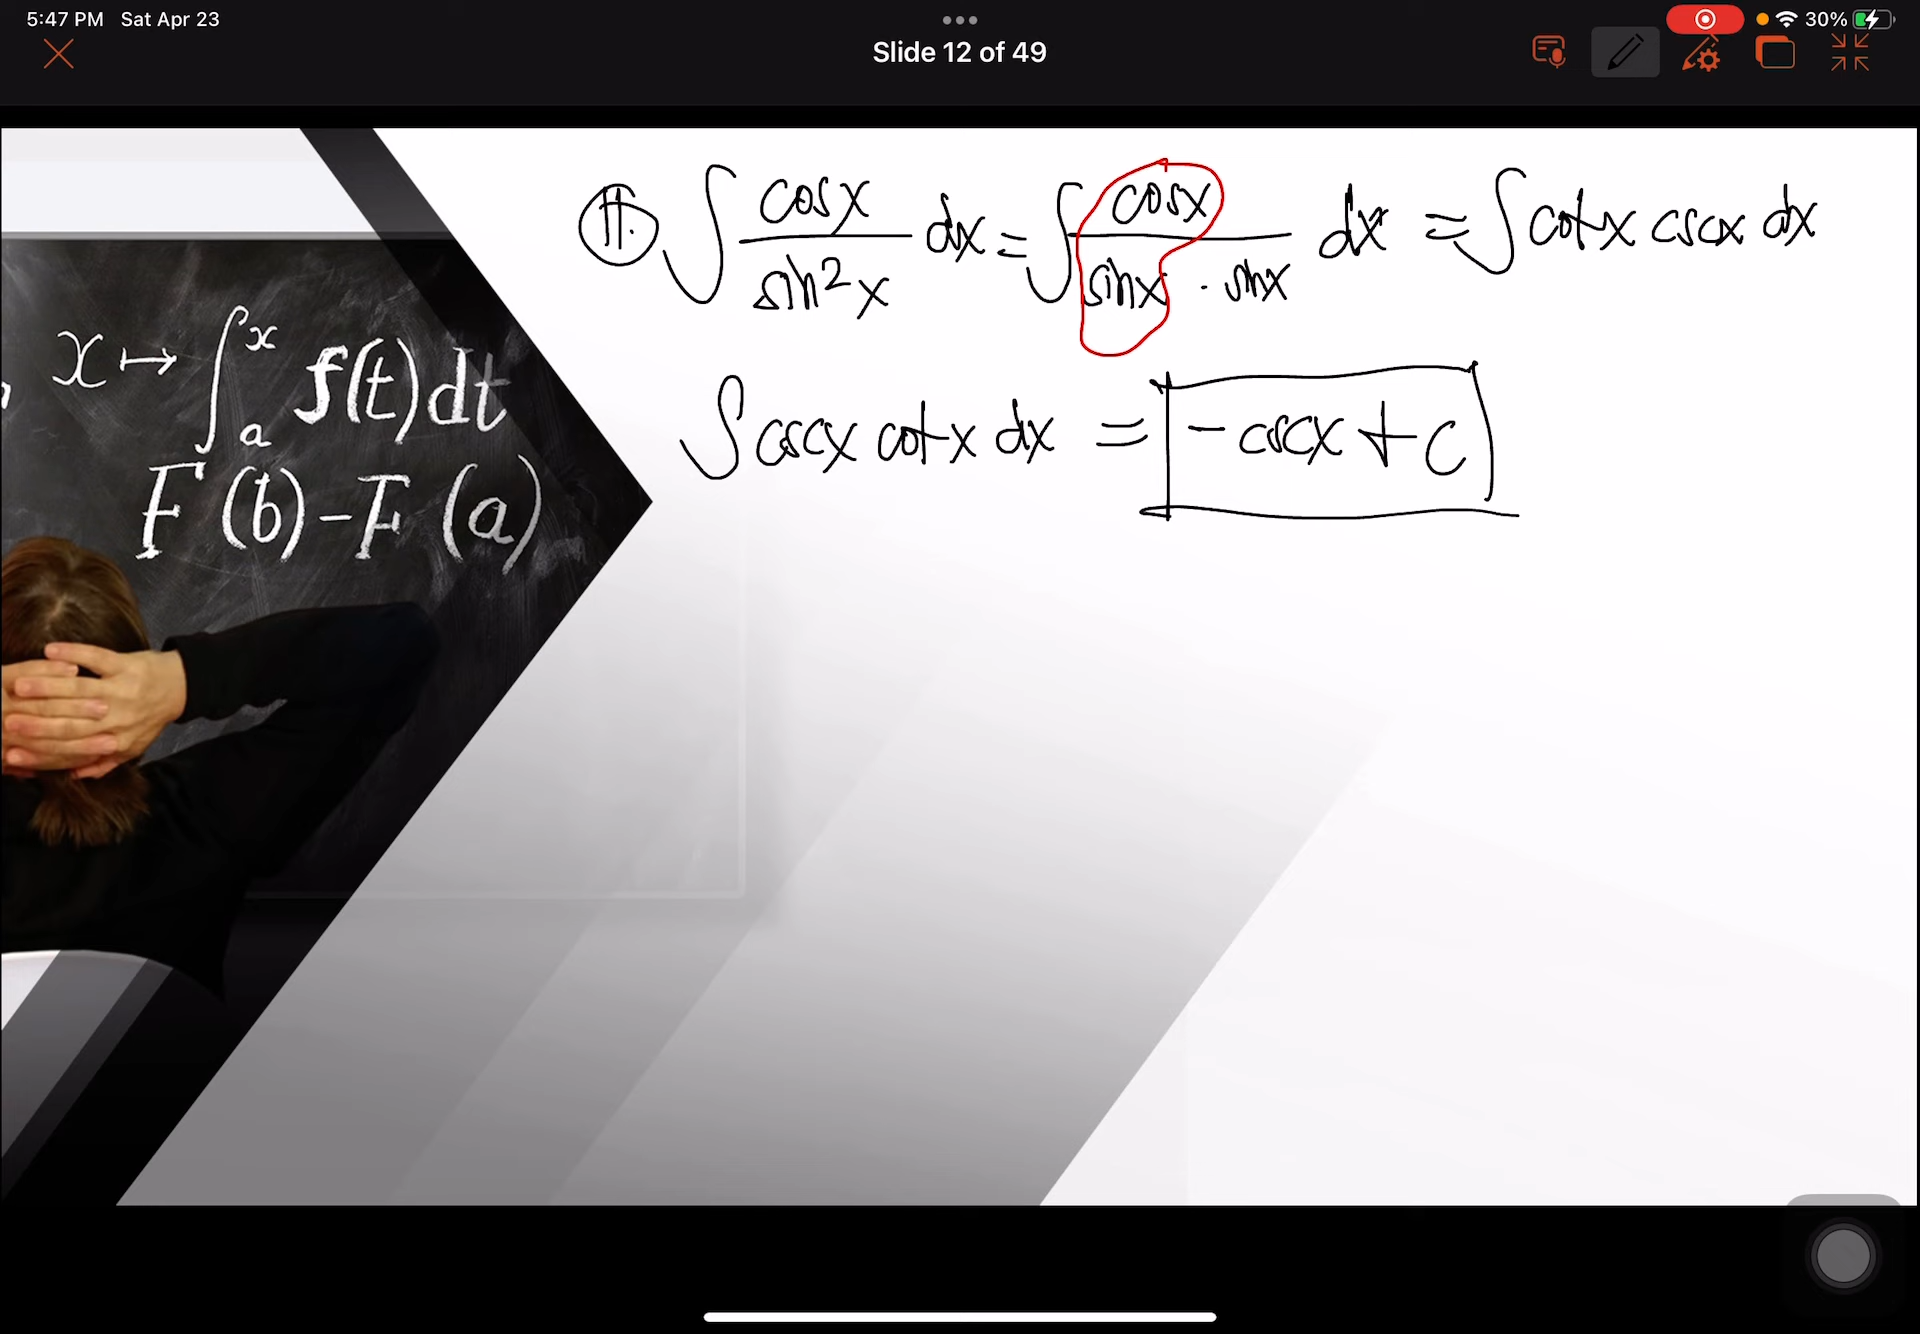 5:47 PM Sat Apr 23
30%
Slide 12 of 49
11. ∫ cosx / sin²x dx = ∫ cosx / sinx · sinx dx = ∫ cotx cscx dx
∫ cscx cotx dx = - cscx + c
x ↦ ∫ₐˣ f(t)dt
F(b)-F(a)